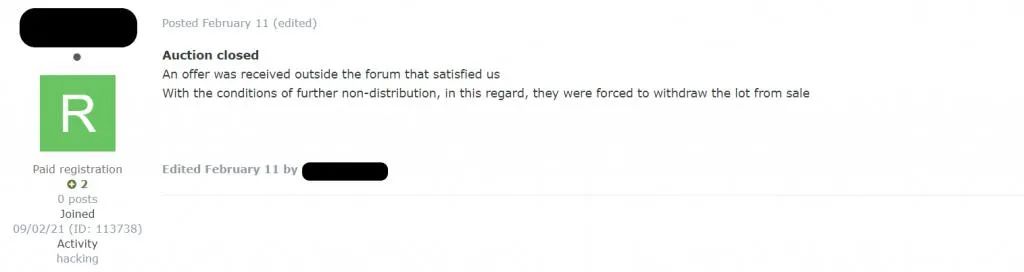 Posted February 11 (edited)
Auction closed
An offer was received outside the forum that satisfied us
With the conditions of further non-distribution, in this regard, they were forced to withdraw the lot from sale
Edited February 11 by
R
Paid registration
2
0 posts
Joined
09/02/21 (ID: 113738)
Activity
hacking